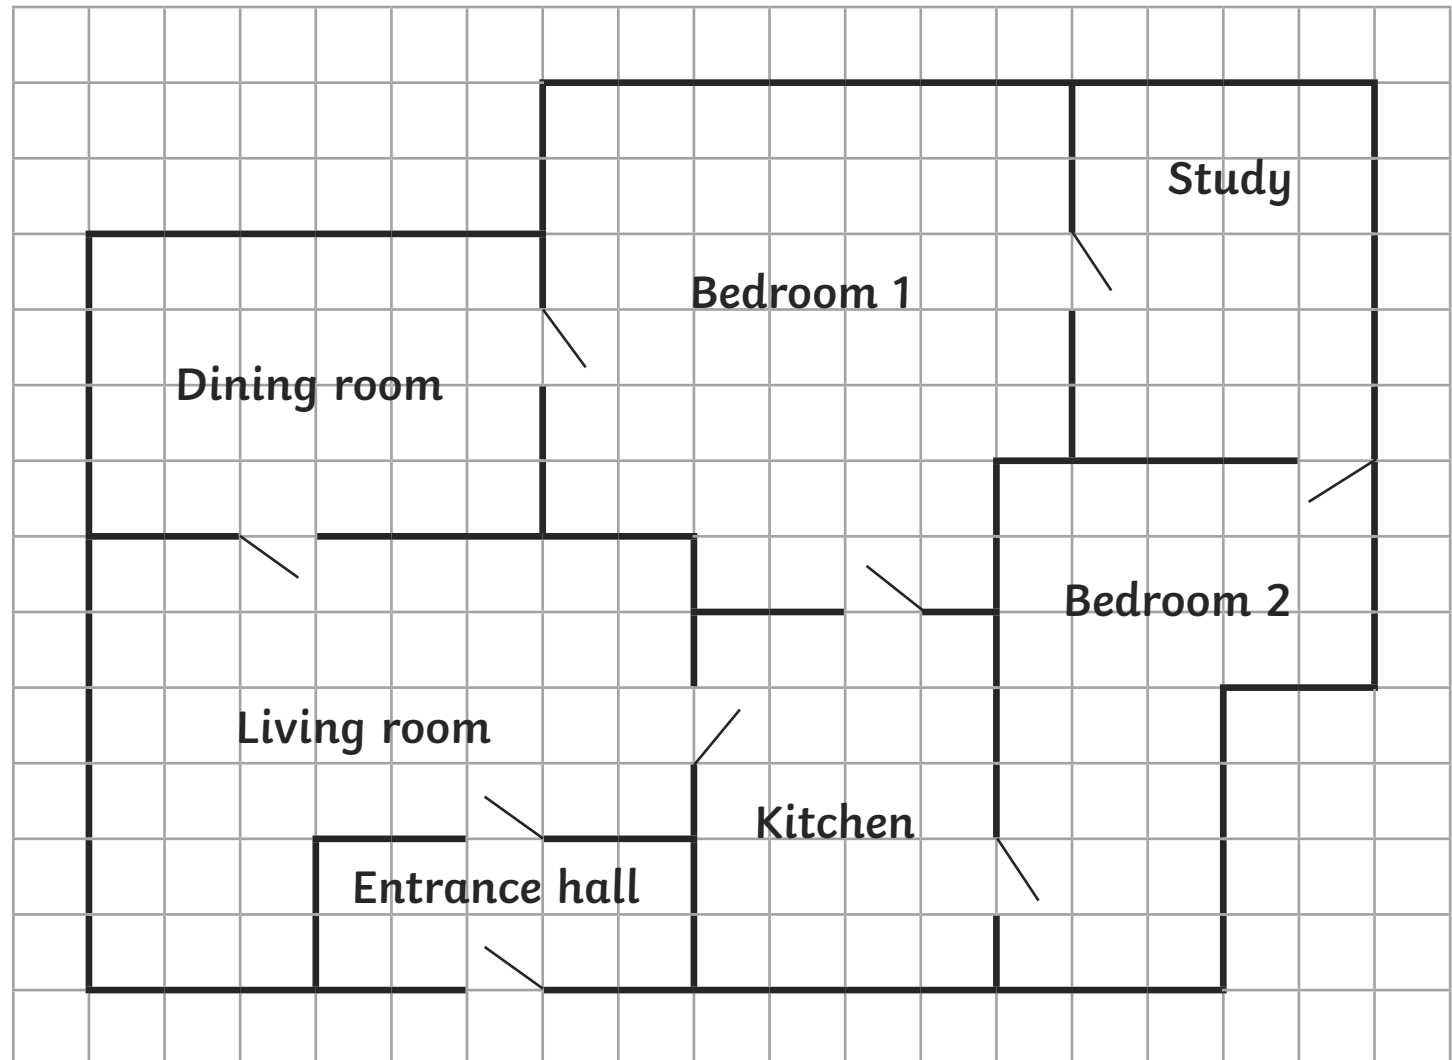 Study
Bedroom 1
Dining room
Bedroom 2
Living room
Kitchen
Entrance hall